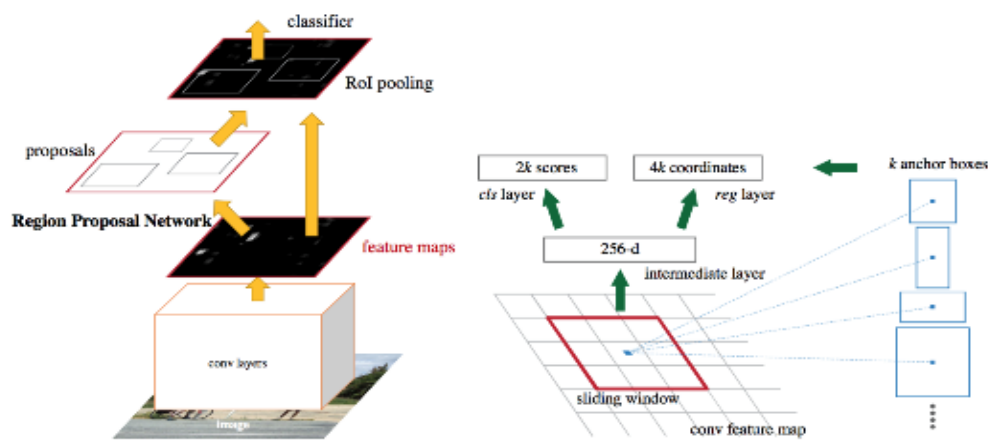 classifier
RoI pooling
proposals
Region Proposal Network
feature maps
conv layers
image
2k scores
4k coordinates
k anchor boxes
cls layer
reg layer
256-d
intermediate layer
sliding window
conv feature map